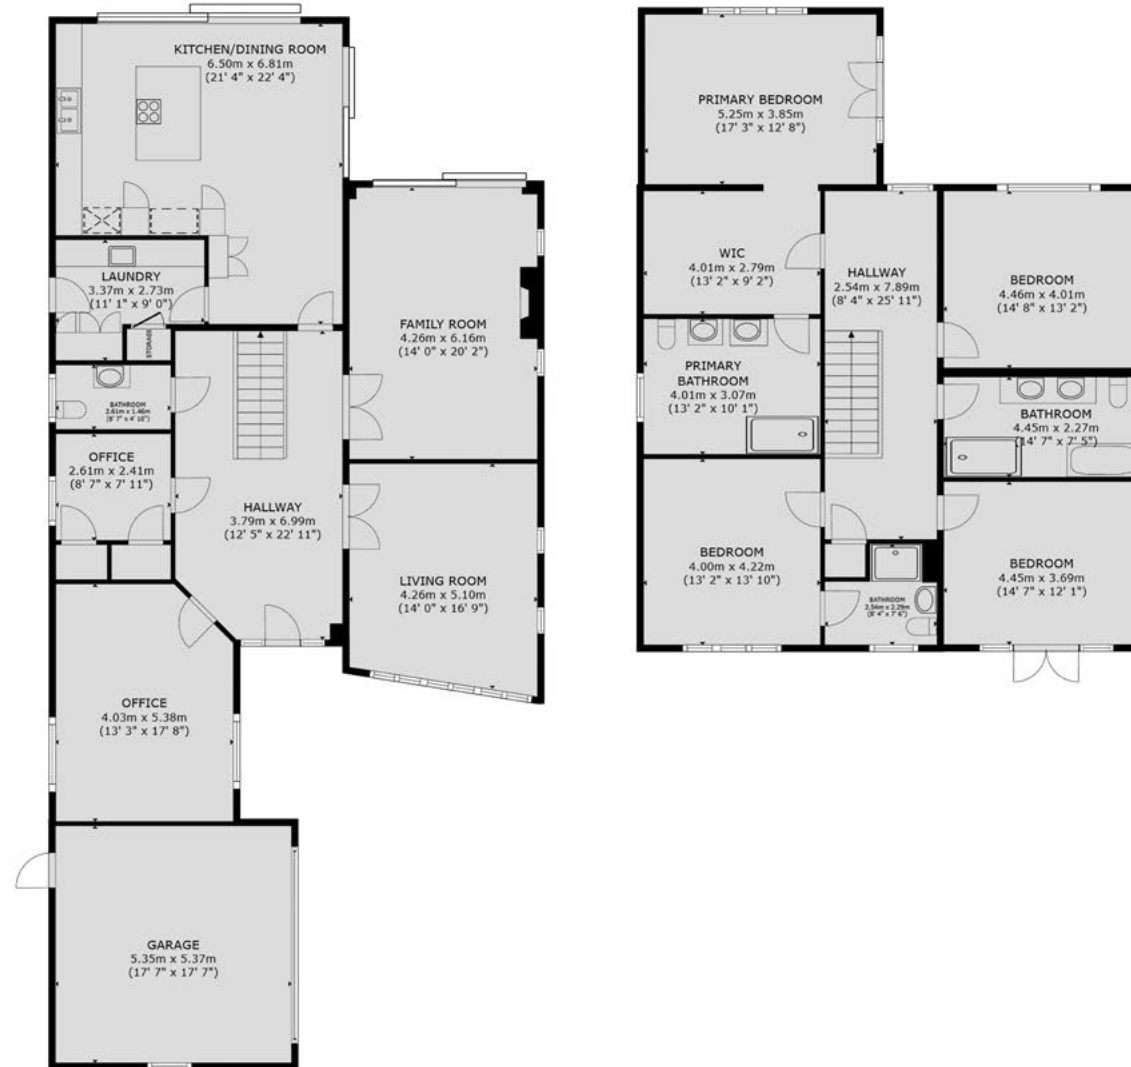 KITCHEN/DINING ROOM
6.50m x 6.81m
(21' 4" x 22' 4")
LAUNDRY
3.37m x 2.73m
(11' 1" x 9' 0")
STORAGE
BATHROOM
2.61m x 1.46m
(8' 7" x 4' 10")
OFFICE
2.61m x 2.41m
(8' 7" x 7' 11")
FAMILY ROOM
4.26m x 6.16m
(14' 0" x 20' 2")
HALLWAY
3.79m x 6.99m
(12' 5" x 22' 11")
LIVING ROOM
4.26m x 5.10m
(14' 0" x 16' 9")
OFFICE
4.03m x 5.38m
(13' 3" x 17' 8")
GARAGE
5.35m x 5.37m
(17' 7" x 17' 7")
PRIMARY BEDROOM
5.25m x 3.85m
(17' 3" x 12' 8")
WIC
4.01m x 2.79m
(13' 2" x 9' 2")
HALLWAY
2.54m x 7.89m
(8' 4" x 25' 11")
BEDROOM
4.46m x 4.01m
(14' 8" x 13' 2")
PRIMARY
BATHROOM
4.01m x 3.07m
(13' 2" x 10' 1")
BATHROOM
4.45m x 2.27m
(14' 7" x 7' 5")
BEDROOM
4.00m x 4.22m
(13' 2" x 13' 10")
BATHROOM
2.54m x 2.29m
(8' 4" x 7' 6")
BEDROOM
4.45m x 3.69m
(14' 7" x 12' 1")